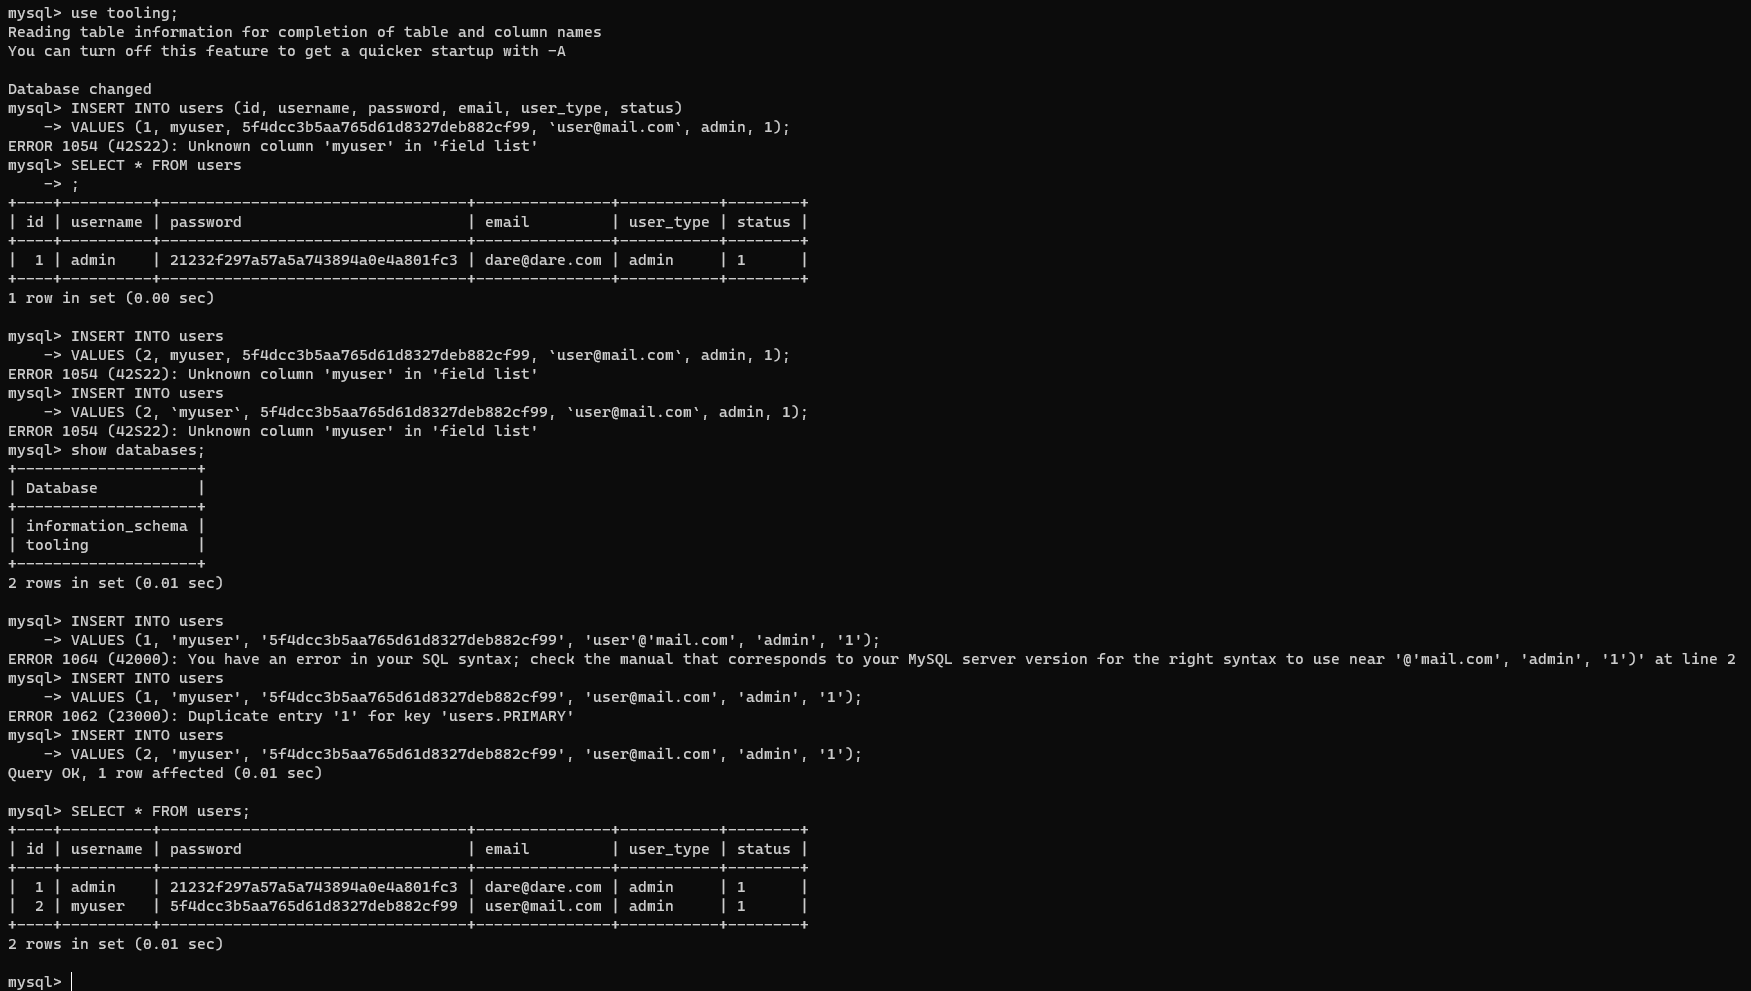 mysql> use tooling;
Reading table information for completion of table and column names
You can turn off this feature to get a quicker startup with -A
Database changed
mysql> INSERT INTO users (id, username, password, email, user_type, status)
    -> VALUES (1, myuser, 5f4dcc3b5aa765d61d8327deb882cf99, `user@mail.com`, admin, 1);
ERROR 1054 (42S22): Unknown column 'myuser' in 'field list'
mysql> SELECT * FROM users
    -> ;
+----+----------+----------------------------------+---------------+-----------+--------+
| id | username | password                         | email         | user_type | status |
+----+----------+----------------------------------+---------------+-----------+--------+
|  1 | admin    | 21232f297a57a5a743894a0e4a801fc3 | dare@dare.com | admin     | 1      |
+----+----------+----------------------------------+---------------+-----------+--------+
1 row in set (0.00 sec)
mysql> INSERT INTO users
    -> VALUES (2, myuser, 5f4dcc3b5aa765d61d8327deb882cf99, `user@mail.com`, admin, 1);
ERROR 1054 (42S22): Unknown column 'myuser' in 'field list'
mysql> INSERT INTO users
    -> VALUES (2, `myuser`, 5f4dcc3b5aa765d61d8327deb882cf99, `user@mail.com`, admin, 1);
ERROR 1054 (42S22): Unknown column 'myuser' in 'field list'
mysql> show databases;
+--------------------+
| Database           |
+--------------------+
| information_schema |
| tooling            |
+--------------------+
2 rows in set (0.01 sec)
mysql> INSERT INTO users
    -> VALUES (1, 'myuser', '5f4dcc3b5aa765d61d8327deb882cf99', 'user'@'mail.com', 'admin', '1');
ERROR 1064 (42000): You have an error in your SQL syntax; check the manual that corresponds to your MySQL server version for the right syntax to use near '@'mail.com', 'admin', '1')' at line 2
mysql> INSERT INTO users
    -> VALUES (1, 'myuser', '5f4dcc3b5aa765d61d8327deb882cf99', 'user@mail.com', 'admin', '1');
ERROR 1062 (23000): Duplicate entry '1' for key 'users.PRIMARY'
mysql> INSERT INTO users
    -> VALUES (2, 'myuser', '5f4dcc3b5aa765d61d8327deb882cf99', 'user@mail.com', 'admin', '1');
Query OK, 1 row affected (0.01 sec)
mysql> SELECT * FROM users;
+----+----------+----------------------------------+---------------+-----------+--------+
| id | username | password                         | email         | user_type | status |
+----+----------+----------------------------------+---------------+-----------+--------+
|  1 | admin    | 21232f297a57a5a743894a0e4a801fc3 | dare@dare.com | admin     | 1      |
|  2 | myuser   | 5f4dcc3b5aa765d61d8327deb882cf99 | user@mail.com | admin     | 1      |
+----+----------+----------------------------------+---------------+-----------+--------+
2 rows in set (0.01 sec)
mysql>